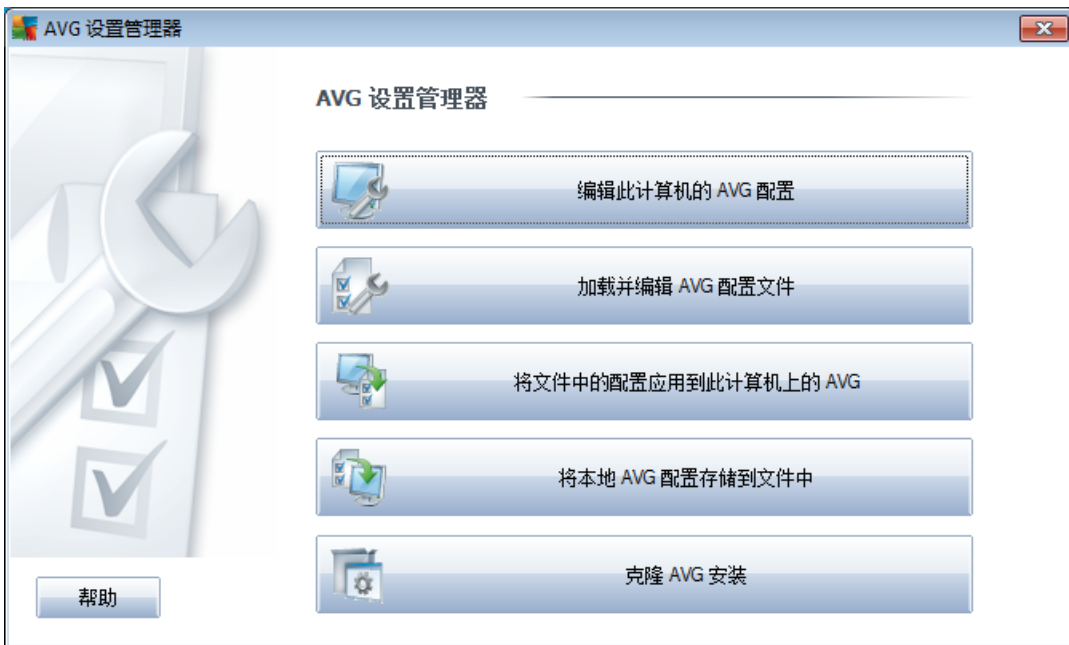 AVG 设置管理器
AVG 设置管理器
编辑此计算机的 AVG 配置
加载并编辑 AVG 配置文件
将文件中的配置应用到此计算机上的 AVG
将本地 AVG 配置存储到文件中
克隆 AVG 安装
帮助